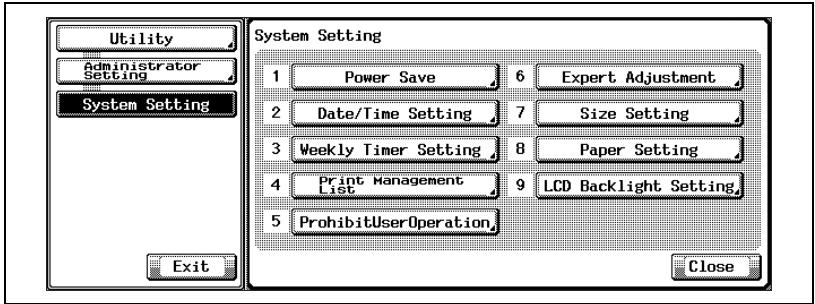 Utility
Administrator
Setting
System Setting
Exit
System Setting
1 Power Save
2 Date/Time Setting
3 Weekly Timer Setting
4 Print Management
List
5 ProhibitUserOperation
6 Expert Adjustment
7 Size Setting
8 Paper Setting
9 LCD Backlight Setting
Close